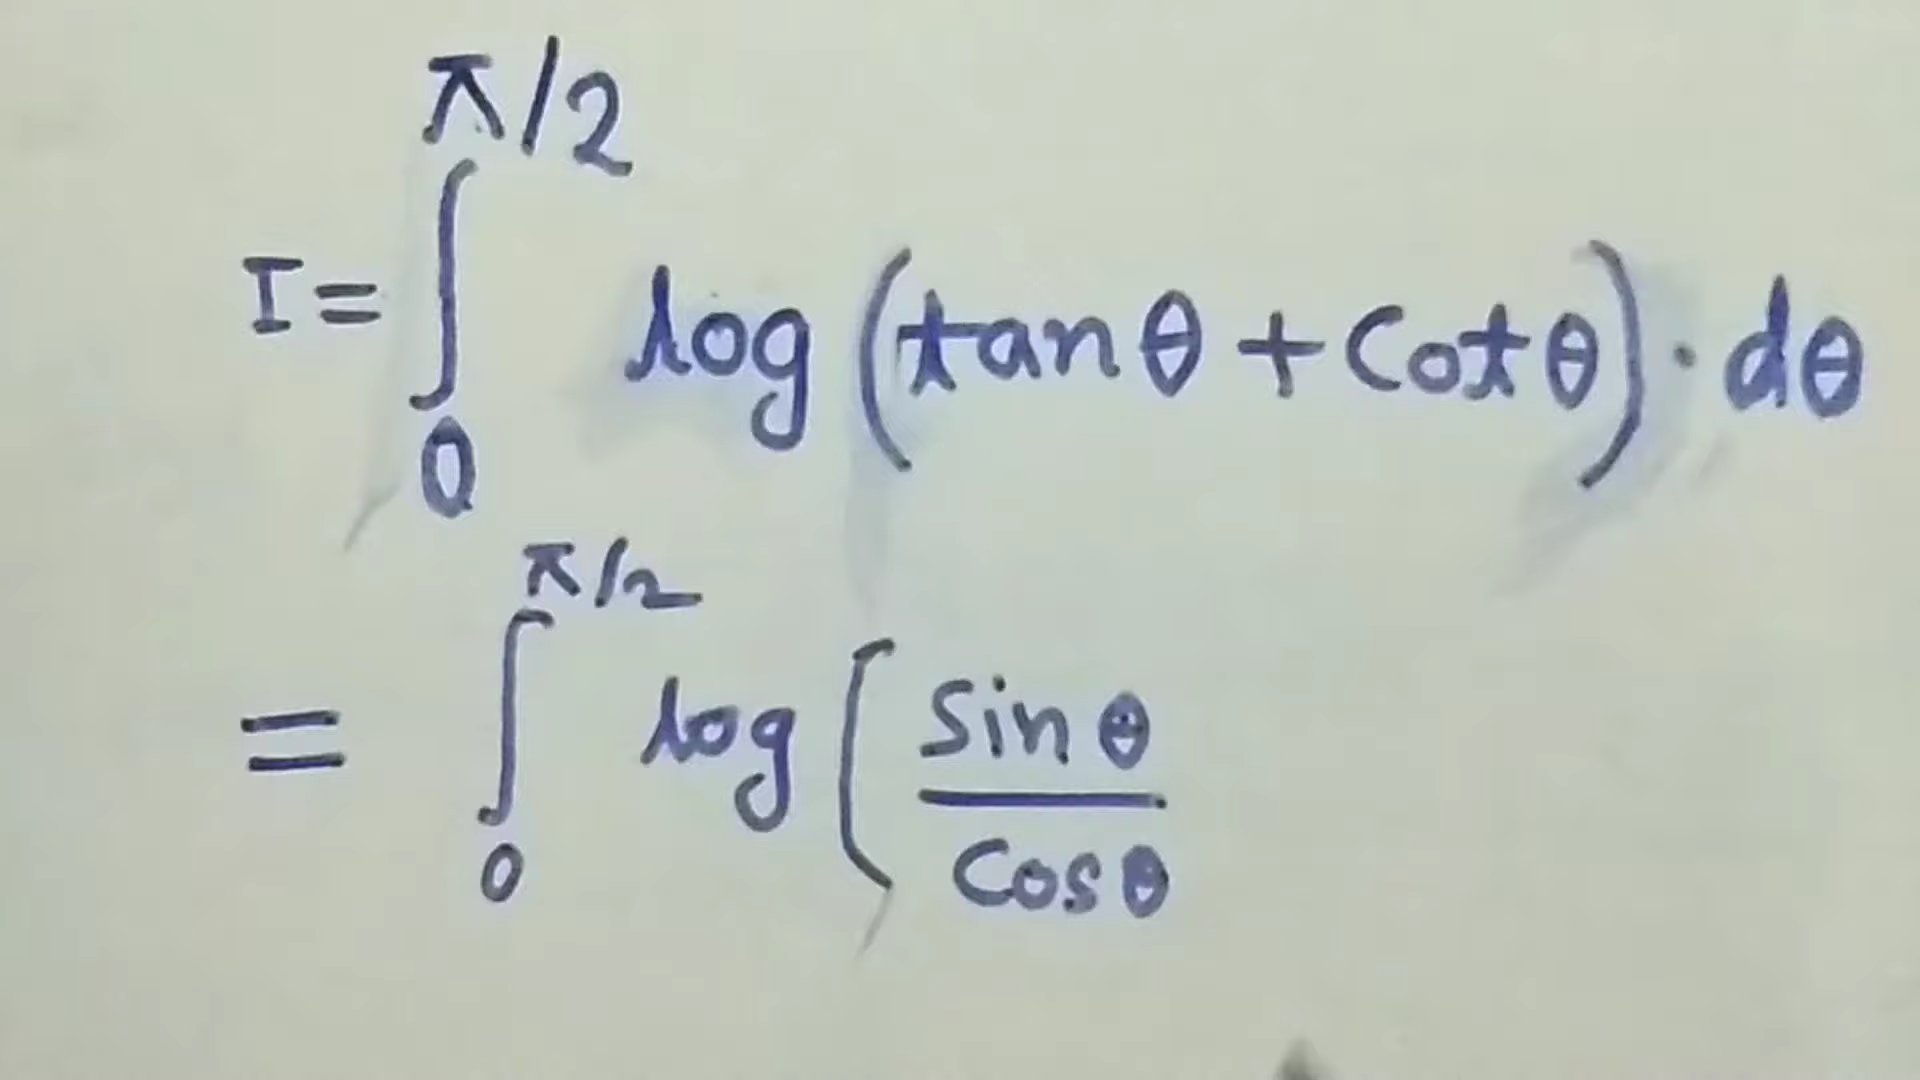 I = ∫₀^{π/2} log (tan θ + cot θ) · dθ
= ∫₀^{π/2} log [ sin θ / cos θ